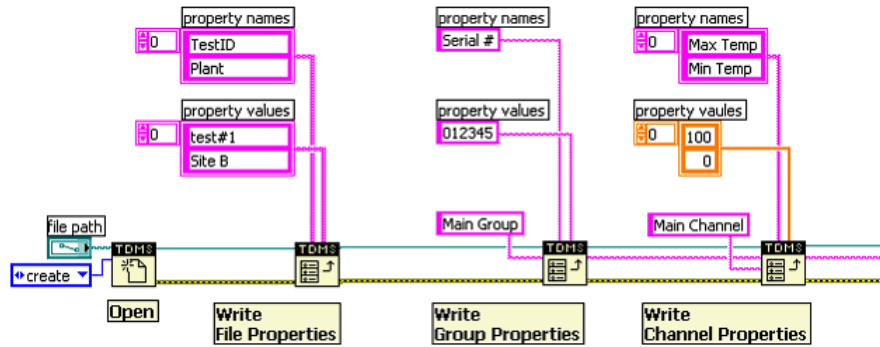 property names
0
TestID
Plant
property names
Serial #
property names
0
Max Temp
Min Temp
property values
0
test#1
Site B
property values
012345
property vaules
0
100
0
file path
Main Group
Main Channel
create
TDMS
TDMS
TDMS
TDMS
Open
Write
File Properties
Write
Group Properties
Write
Channel Properties